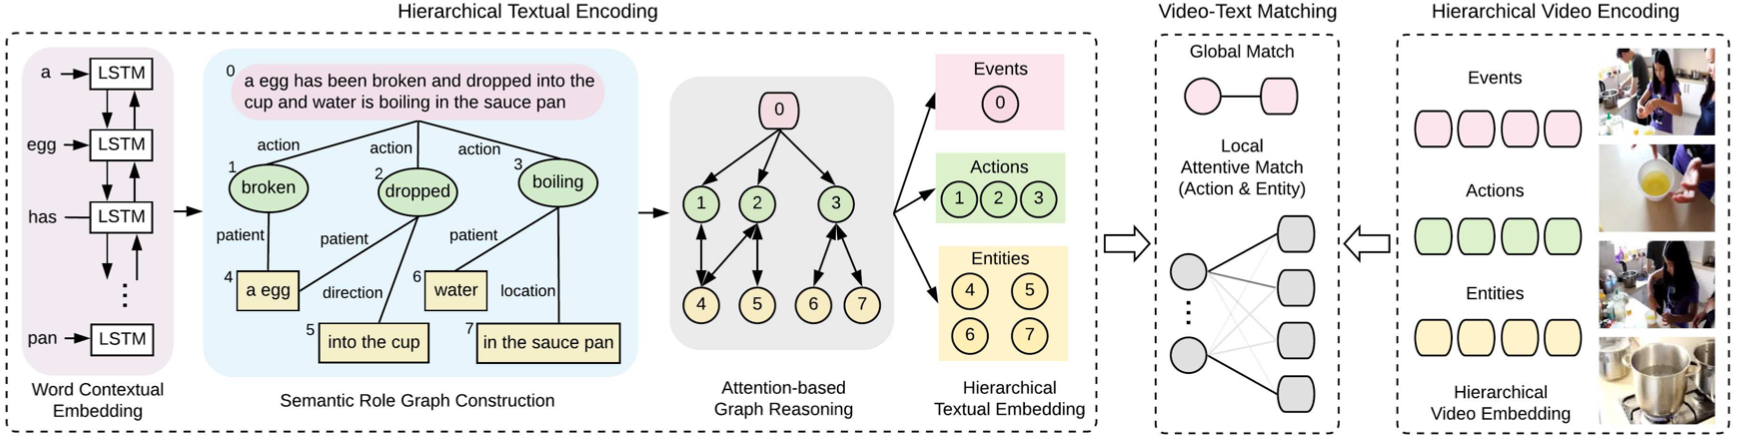 Hierarchical Textual Encoding
a
LSTM
egg
LSTM
has
LSTM
pan
LSTM
Word Contextual
Embedding
0
a egg has been broken and dropped into the
cup and water is boiling in the sauce pan
action
action
action
1
broken
2
dropped
3
boiling
patient
patient
patient
4
a egg
direction
6
water
location
5
into the cup
7
in the sauce pan
Semantic Role Graph Construction
0
1
2
3
4
5
6
7
Attention-based
Graph Reasoning
Events
0
Actions
1
2
3
Entities
4
5
6
7
Hierarchical
Textual Embedding
Video-Text Matching
Global Match
Local
Attentive Match
(Action & Entity)
Hierarchical Video Encoding
Events
Actions
Entities
Hierarchical
Video Embedding